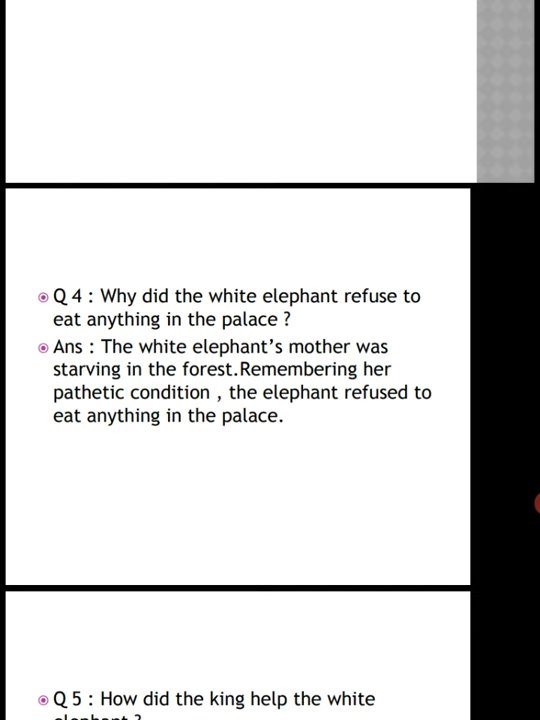 Q 4 : Why did the white elephant refuse to
eat anything in the palace ?
Ans : The white elephant’s mother was
starving in the forest.Remembering her
pathetic condition , the elephant refused to
eat anything in the palace.
Q 5 : How did the king help the white
elephant ?